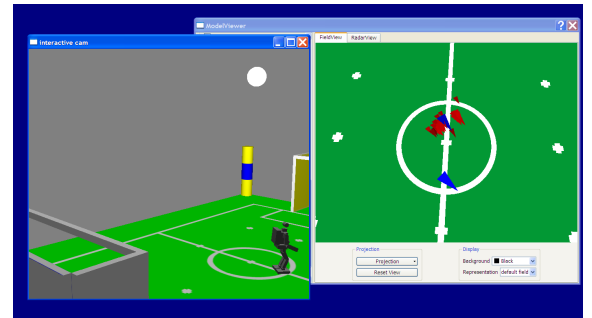 ModelViewer
interactive cam
FieldView RadarView
Projection Display
Projection Background Black
Reset View Representation default field